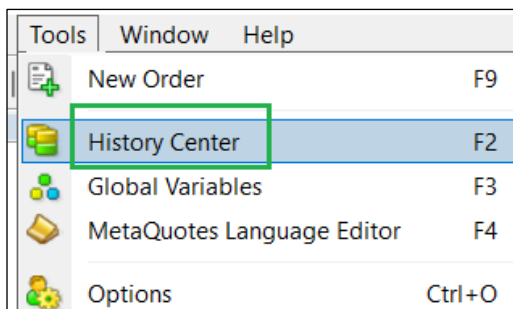 Tools Window Help
New Order F9
History Center F2
Global Variables F3
MetaQuotes Language Editor F4
Options Ctrl+O